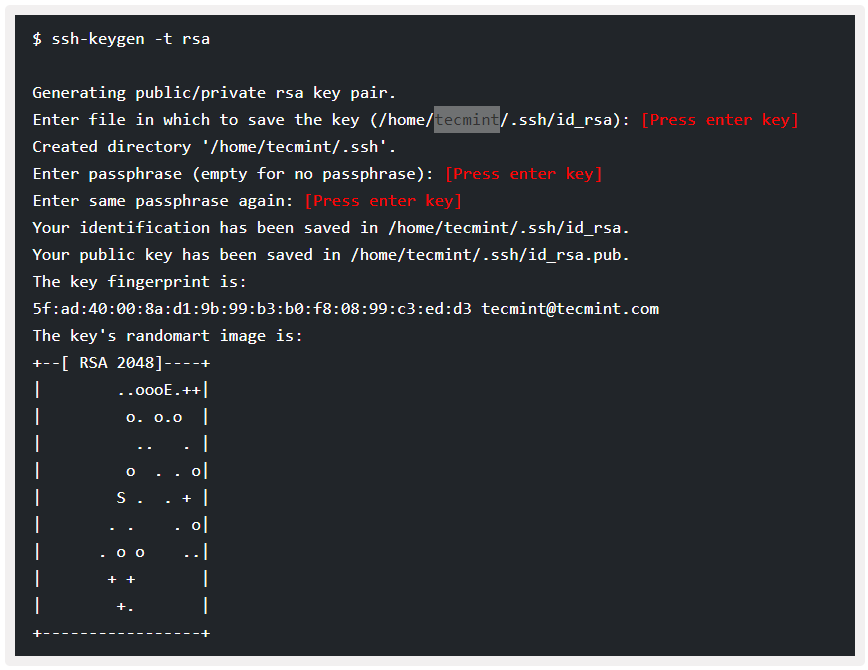 $ ssh-keygen -t rsa

Generating public/private rsa key pair.
Enter file in which to save the key (/home/tecmint/.ssh/id_rsa): [Press enter key]
Created directory '/home/tecmint/.ssh'.
Enter passphrase (empty for no passphrase): [Press enter key]
Enter same passphrase again: [Press enter key]
Your identification has been saved in /home/tecmint/.ssh/id_rsa.
Your public key has been saved in /home/tecmint/.ssh/id_rsa.pub.
The key fingerprint is:
5f:ad:40:00:8a:d1:9b:99:b3:b0:f8:08:99:c3:ed:d3 tecmint@tecmint.com
The key's randomart image is:
+--[ RSA 2048]----+
|        ..oooE.++|
|         o. o.o  |
|          ..   . |
|         o  . . o|
|        S .  . + |
|       . .    . o|
|      . o o    ..|
|       + +       |
|        +.       |
+-----------------+